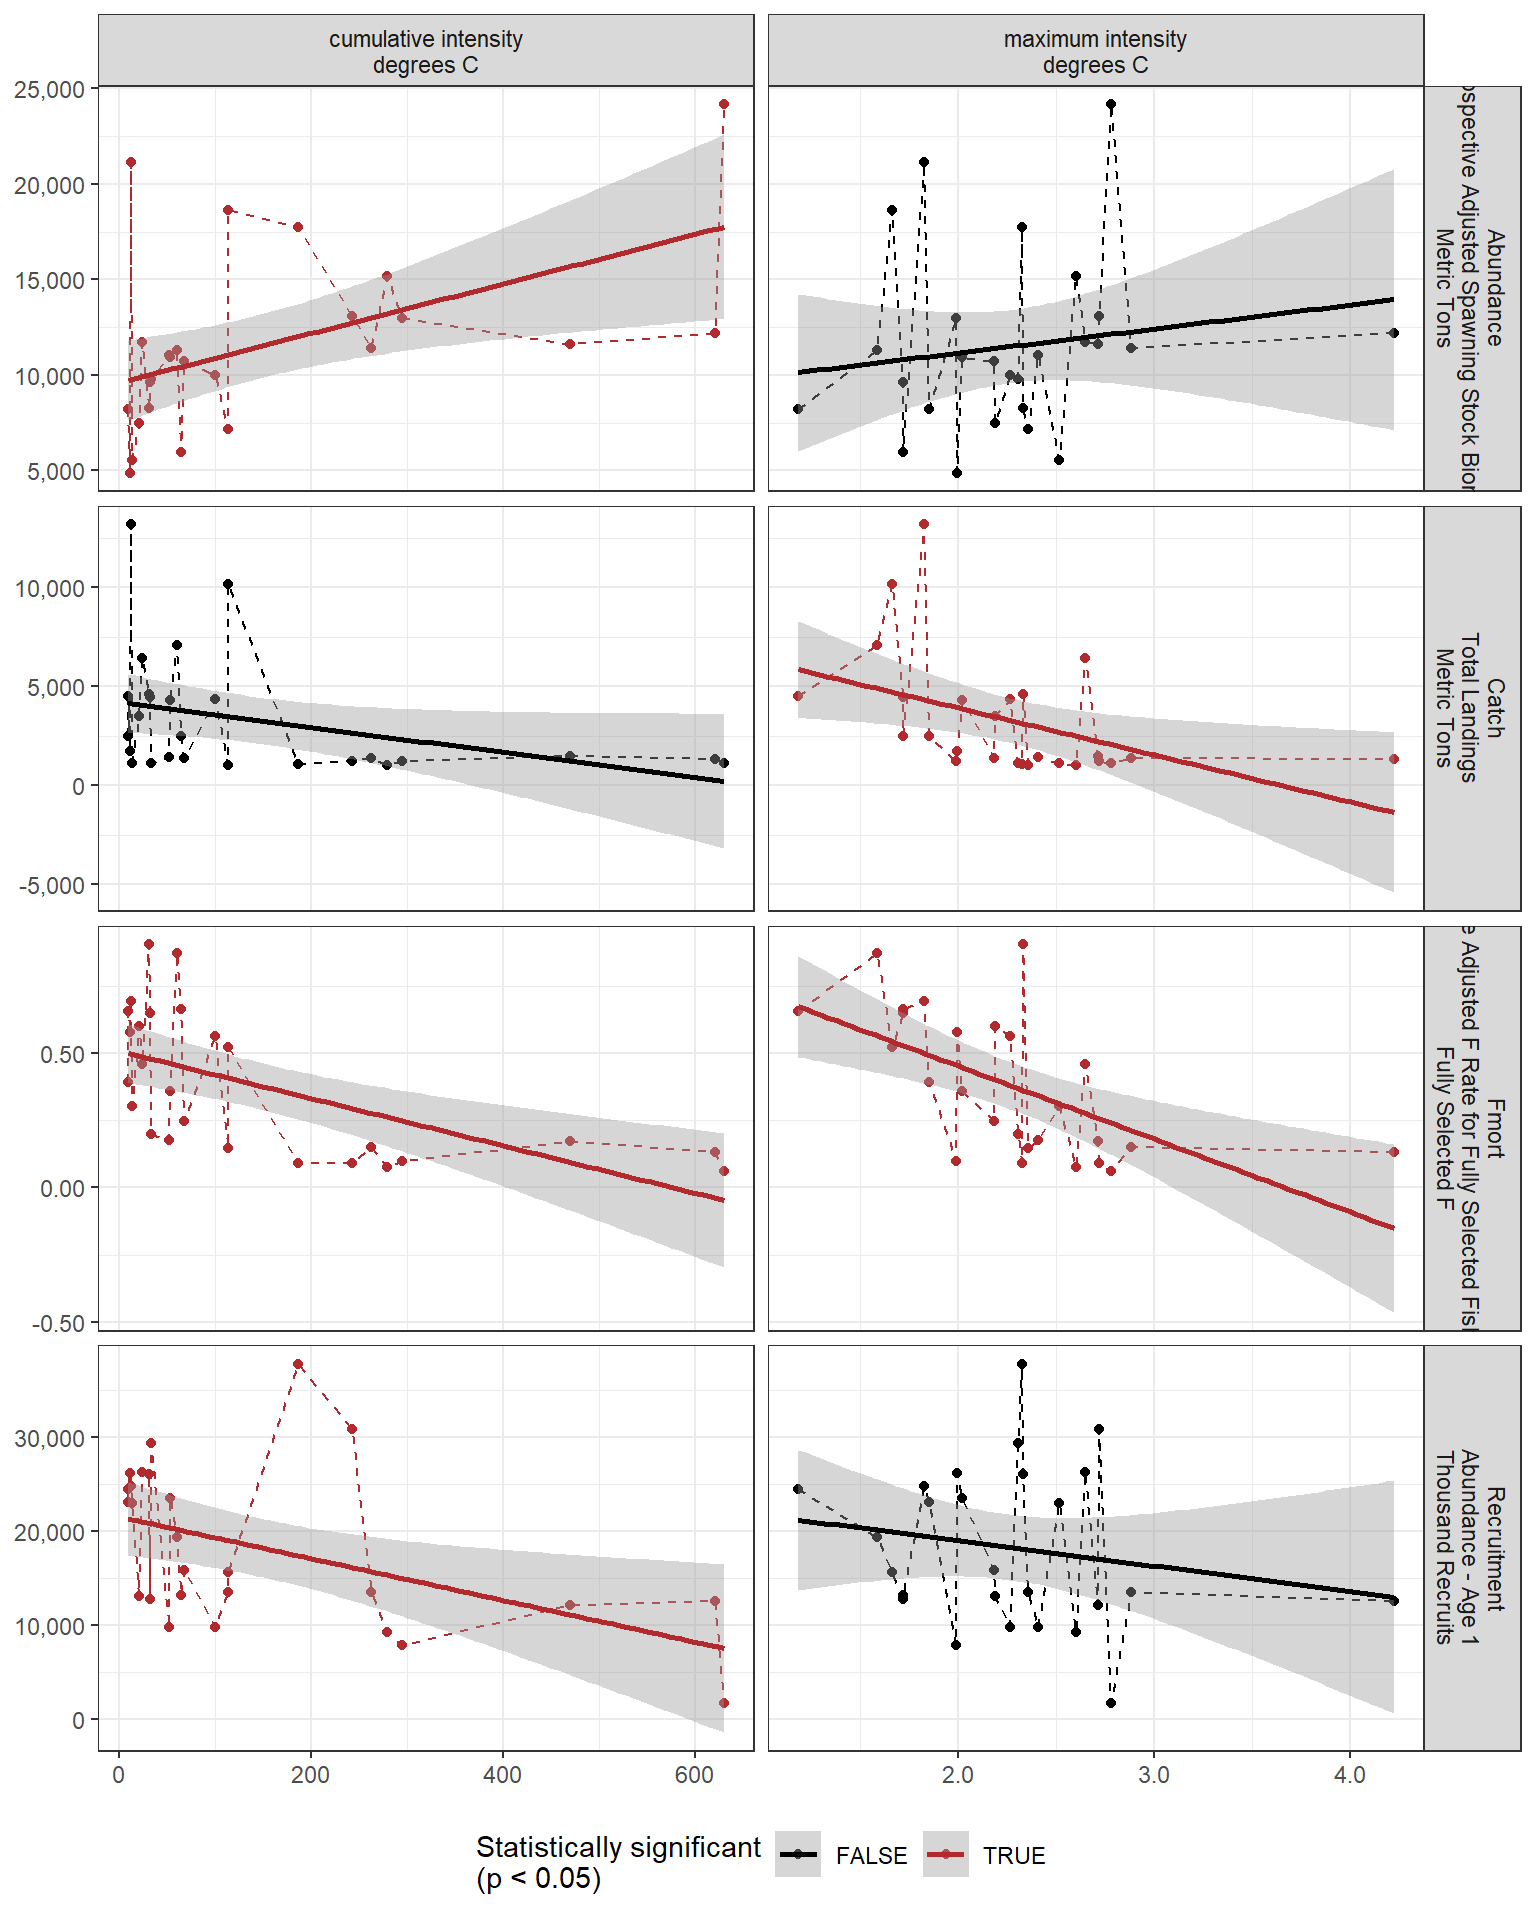 cumulative intensity
degrees C
maximum intensity
degrees C
25,000
20,000
15,000
10,000
5,000
Abundance
Adjusted Spawning Stock
Metric Tons
10,000
5,000
0
-5,000
Catch
Total Landings
Metric Tons
0.50
0.00
-0.50
Fmort
Adjusted F Rate for Fully Selected
Fully Selected F
30,000
20,000
10,000
0
Recruitment
Abundance - Age 1
Thousand Recruits
0
200
400
600
2.0
3.0
4.0
Statistically significant
(p < 0.05)
FALSE
TRUE